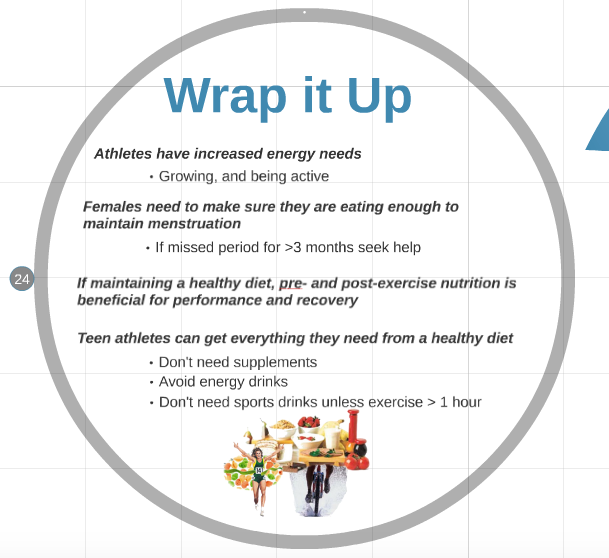 Wrap it Up
Athletes have increased energy needs
• Growing, and being active
Females need to make sure they are eating enough to
maintain menstruation
• If missed period for >3 months seek help
24
If maintaining a healthy diet, pre- and post-exercise nutrition is
beneficial for performance and recovery
Teen athletes can get everything they need from a healthy diet
• Don't need supplements
• Avoid energy drinks
• Don't need sports drinks unless exercise > 1 hour